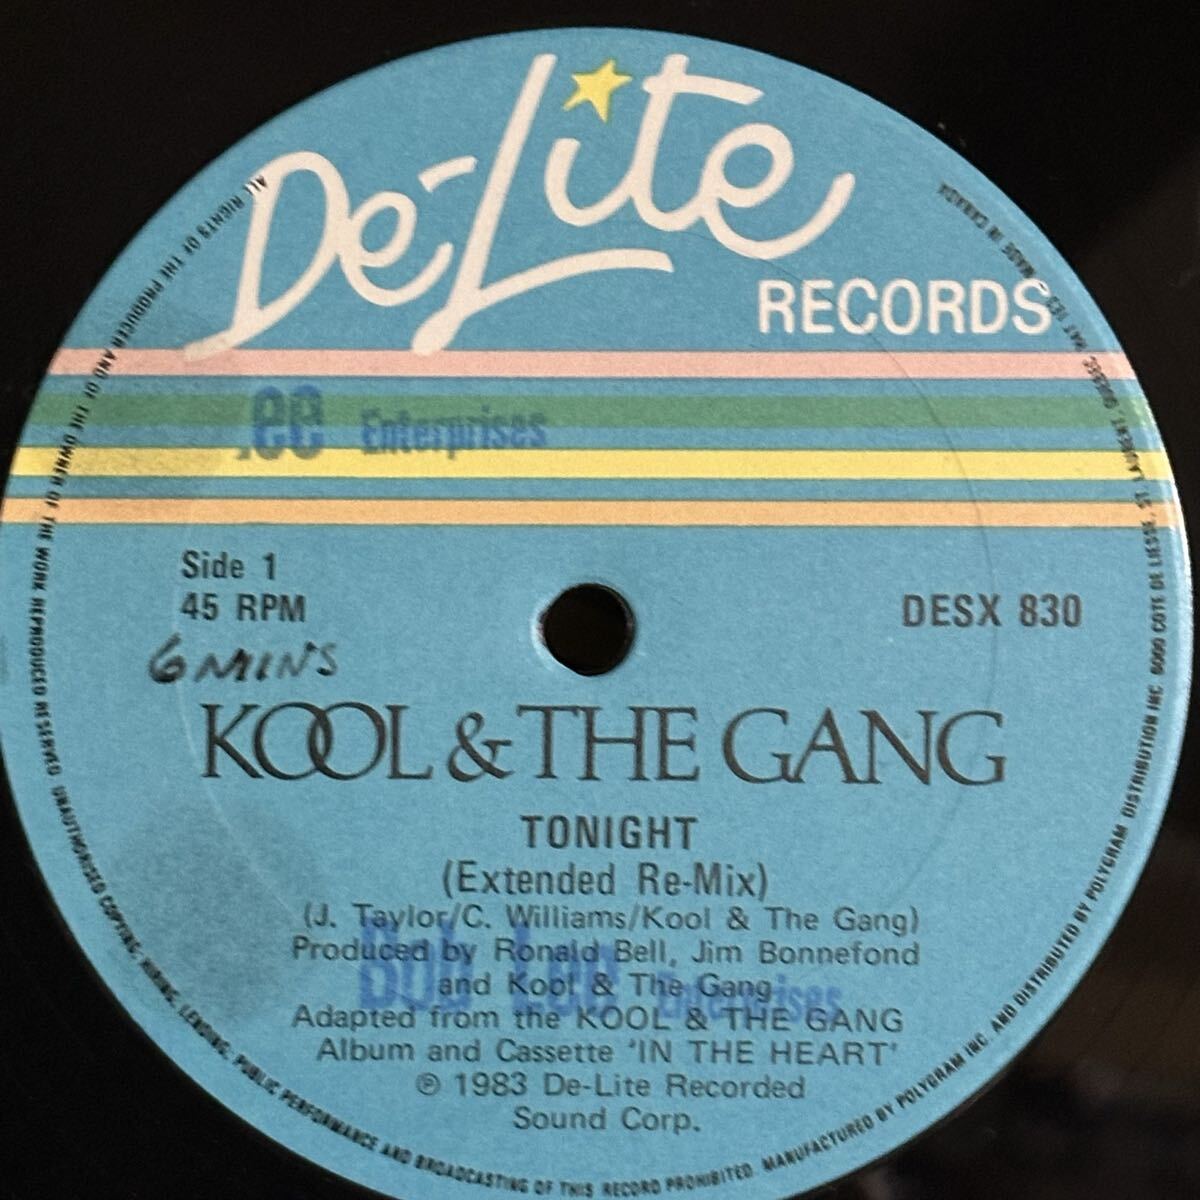 De-Lite
RECORDS
.ee Enterprises
Side 1
45 RPM
DESX 830
6 MINS
KOOL & THE GANG
TONIGHT
(Extended Re-Mix)
(J. Taylor/C. Williams/Kool & The Gang)
Produced by Ronald Bell, Jim Bonnefond
and Kool & The Gang
Bob Lee Enterprises
Adapted from the KOOL & THE GANG
Album and Cassette 'IN THE HEART'
℗ 1983 De-Lite Recorded
Sound Corp.
ALL RIGHTS OF THE PRODUCER AND OF THE OWNER OF THE WORK REPRODUCED RESERVED. UNAUTHORISED COPYING, HIRING, LENDING, PUBLIC PERFORMANCE AND BROADCASTING OF THIS RECORD PROHIBITED. MANUFACTURED BY POLYGRAM INC. AND DISTRIBUTED BY POLYGRAM DISTRIBUTION INC 6000 COTE DE LIESSE, ST. LAURENT, QUEBEC, H4T 1E3 MADE IN CANADA